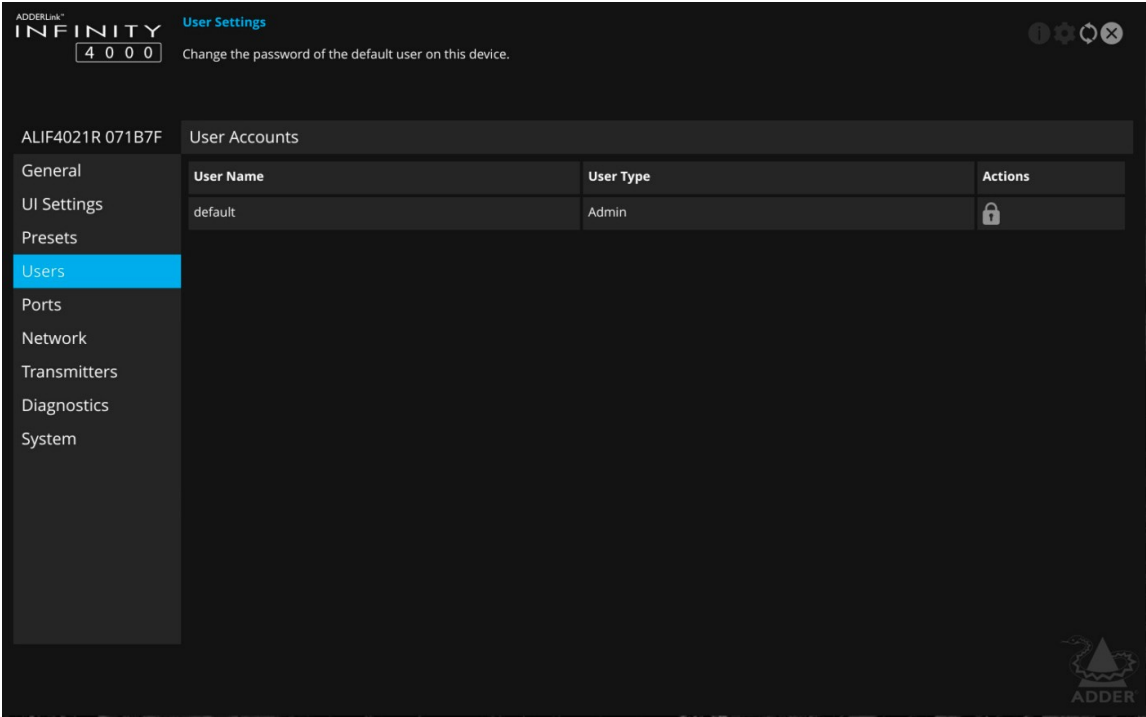 ADDERLink™
INFINITY
4000
User Settings
Change the password of the default user on this device.
ALIF4021R 071B7F
User Accounts
General
User Name User Type Actions
UI Settings
default Admin
Presets
Users
Ports
Network
Transmitters
Diagnostics
System
ADDER®